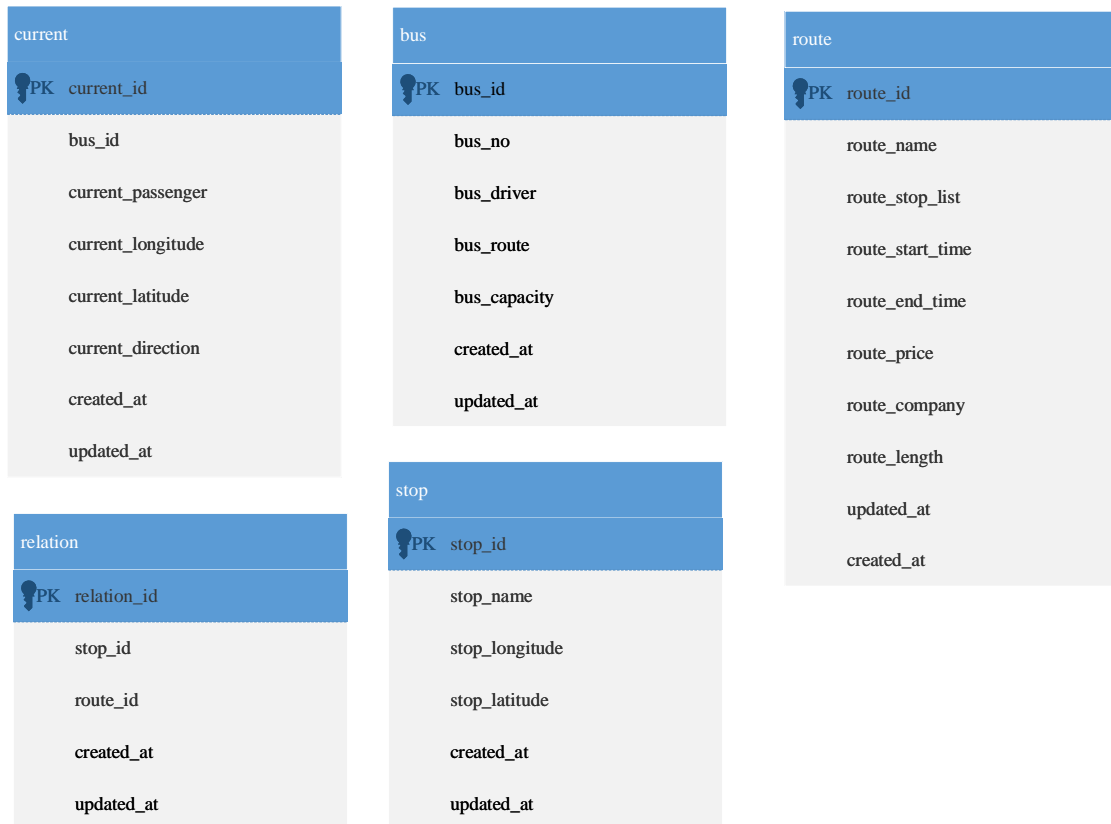 current
PK current_id
bus_id
current_passenger
current_longitude
current_latitude
current_direction
created_at
updated_at
bus
PK bus_id
bus_no
bus_driver
bus_route
bus_capacity
created_at
updated_at
route
PK route_id
route_name
route_stop_list
route_start_time
route_end_time
route_price
route_company
route_length
updated_at
created_at
relation
PK relation_id
stop_id
route_id
created_at
updated_at
stop
PK stop_id
stop_name
stop_longitude
stop_latitude
created_at
updated_at